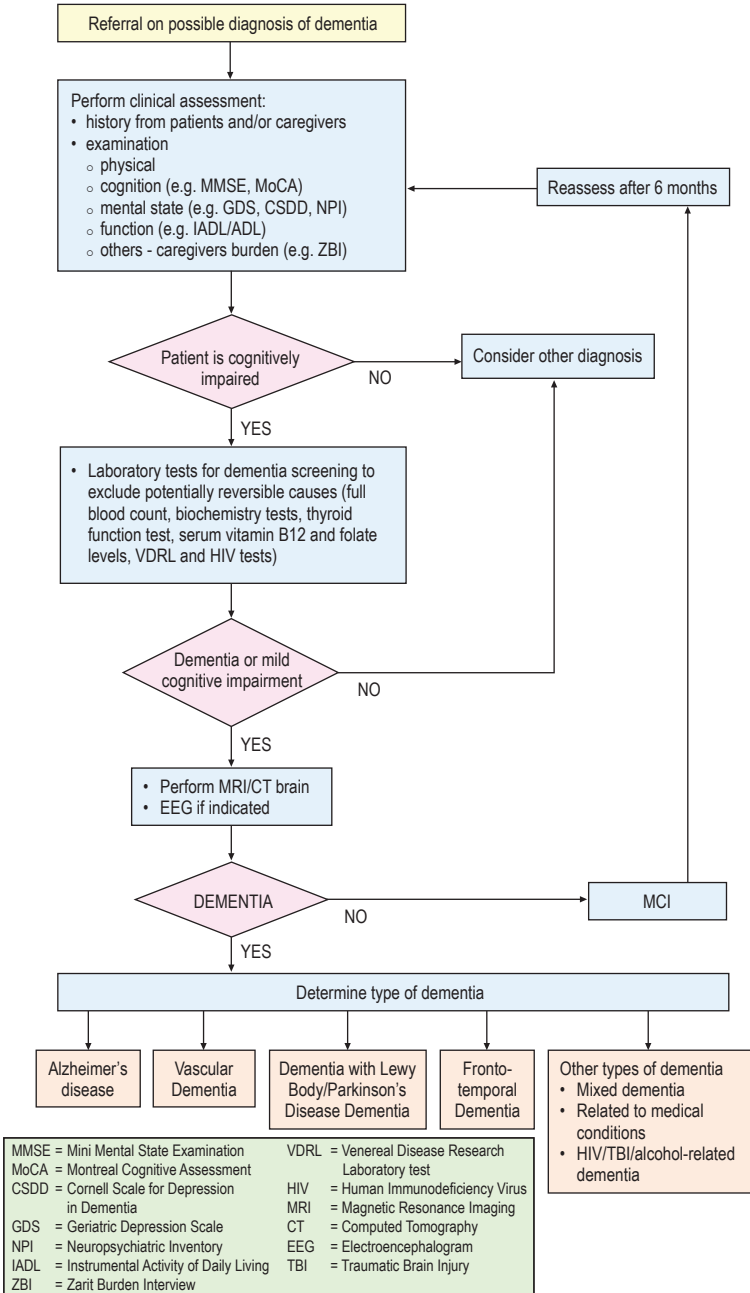 Referral on possible diagnosis of dementia
Perform clinical assessment:
• history from patients and/or caregivers
• examination
○ physical
○ cognition (e.g. MMSE, MoCA)
○ mental state (e.g. GDS, CSDD, NPI)
○ function (e.g. IADL/ADL)
○ others - caregivers burden (e.g. ZBI)
Reassess after 6 months
Patient is cognitively
impaired
NO
Consider other diagnosis
YES
• Laboratory tests for dementia screening to
exclude potentially reversible causes (full
blood count, biochemistry tests, thyroid
function test, serum vitamin B12 and folate
levels, VDRL and HIV tests)
Dementia or mild
cognitive impairment
NO
YES
• Perform MRI/CT brain
• EEG if indicated
DEMENTIA
NO
MCI
YES
Determine type of dementia
Alzheimer's
disease
Vascular
Dementia
Dementia with Lewy
Body/Parkinson's
Disease Dementia
Fronto-
temporal
Dementia
Other types of dementia
• Mixed dementia
• Related to medical
conditions
• HIV/TBI/alcohol-related
dementia
MMSE = Mini Mental State Examination
MoCA = Montreal Cognitive Assessment
CSDD = Cornell Scale for Depression
in Dementia
GDS = Geriatric Depression Scale
NPI = Neuropsychiatric Inventory
IADL = Instrumental Activity of Daily Living
ZBI = Zarit Burden Interview
VDRL = Venereal Disease Research
Laboratory test
HIV = Human Immunodeficiency Virus
MRI = Magnetic Resonance Imaging
CT = Computed Tomography
EEG = Electroencephalogram
TBI = Traumatic Brain Injury